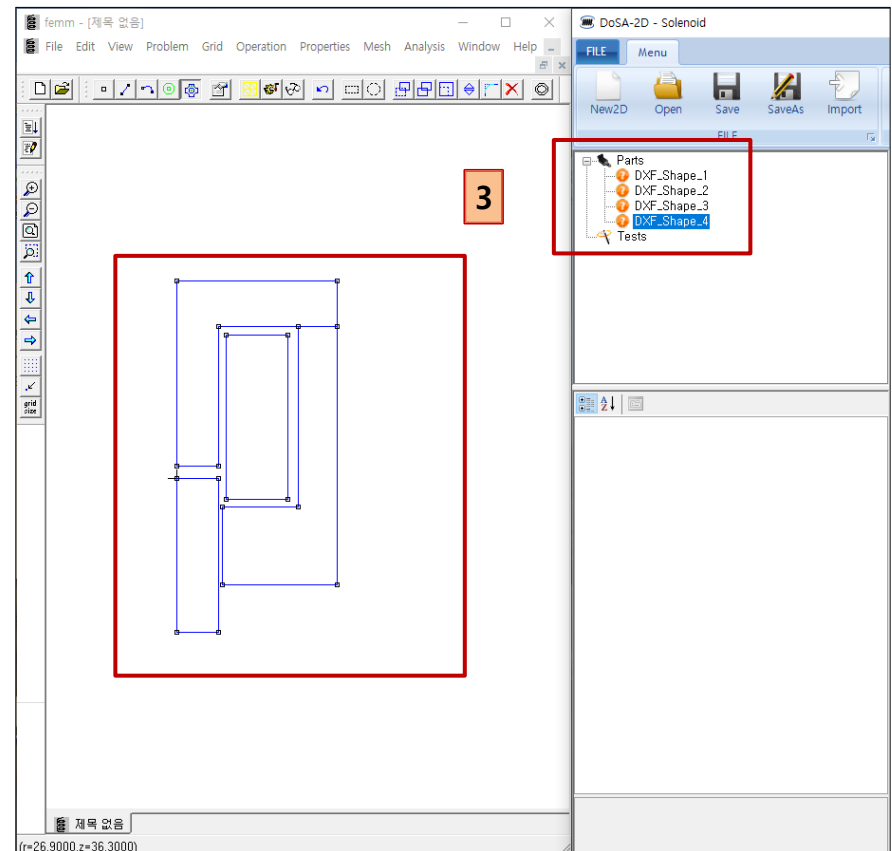 femm - [제목 없음]
File Edit View Problem Grid Operation Properties Mesh Analysis Window Help
grid
size
3
제목 없음
(r=26.9000,z=36.3000)
DoSA-2D - Solenoid
FILE Menu
New2D Open Save SaveAs Import
FILE
Parts
DXF_Shape_1
DXF_Shape_2
DXF_Shape_3
DXF_Shape_4
Tests